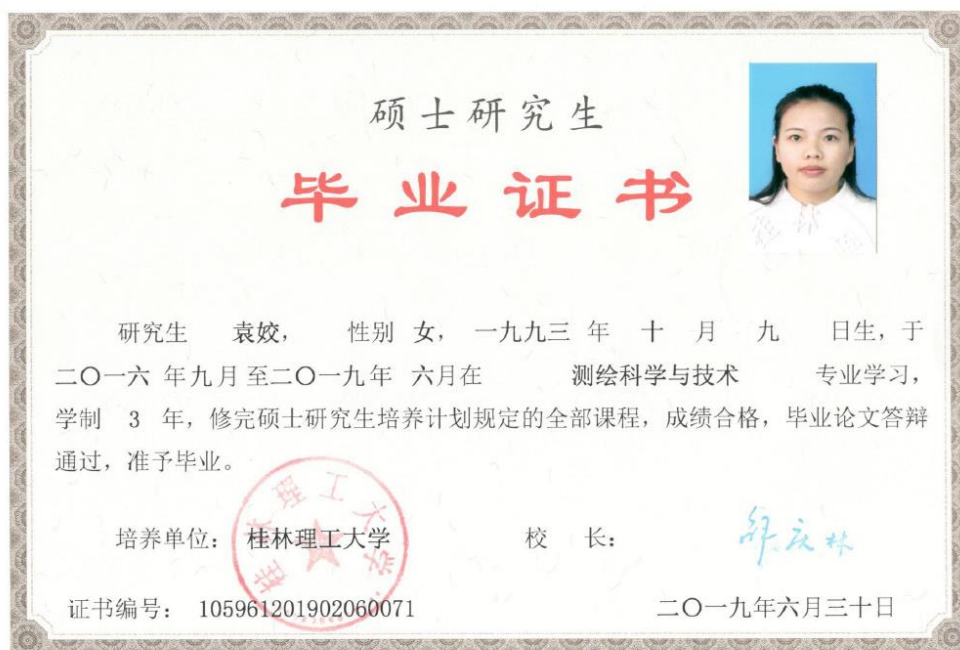 硕士研究生
毕业证书
研究生 袁姣， 性别 女， 一九九三 年 十 月 九 日生，于
二〇一六 年九月至二〇一九年 六月在 测绘科学与技术 专业学习，
学制 3 年，修完硕士研究生培养计划规定的全部课程，成绩合格，毕业论文答辩
通过，准予毕业。
桂林理工大学
培养单位： 桂林理工大学 校 长：
证书编号： 105961201902060071 二〇一九年六月三十日